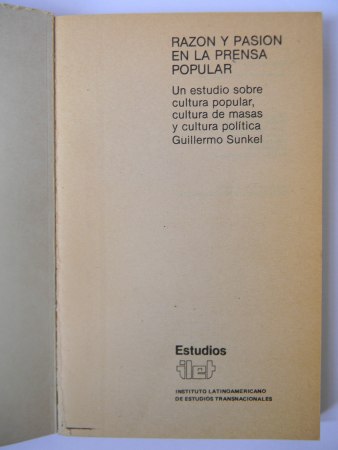 RAZON Y PASION
EN LA PRENSA
POPULAR
Un estudio sobre
cultura popular,
cultura de masas
y cultura política
Guillermo Sunkel
Estudios
ilet
INSTITUTO LATINOAMERICANO
DE ESTUDIOS TRANSNACIONALES